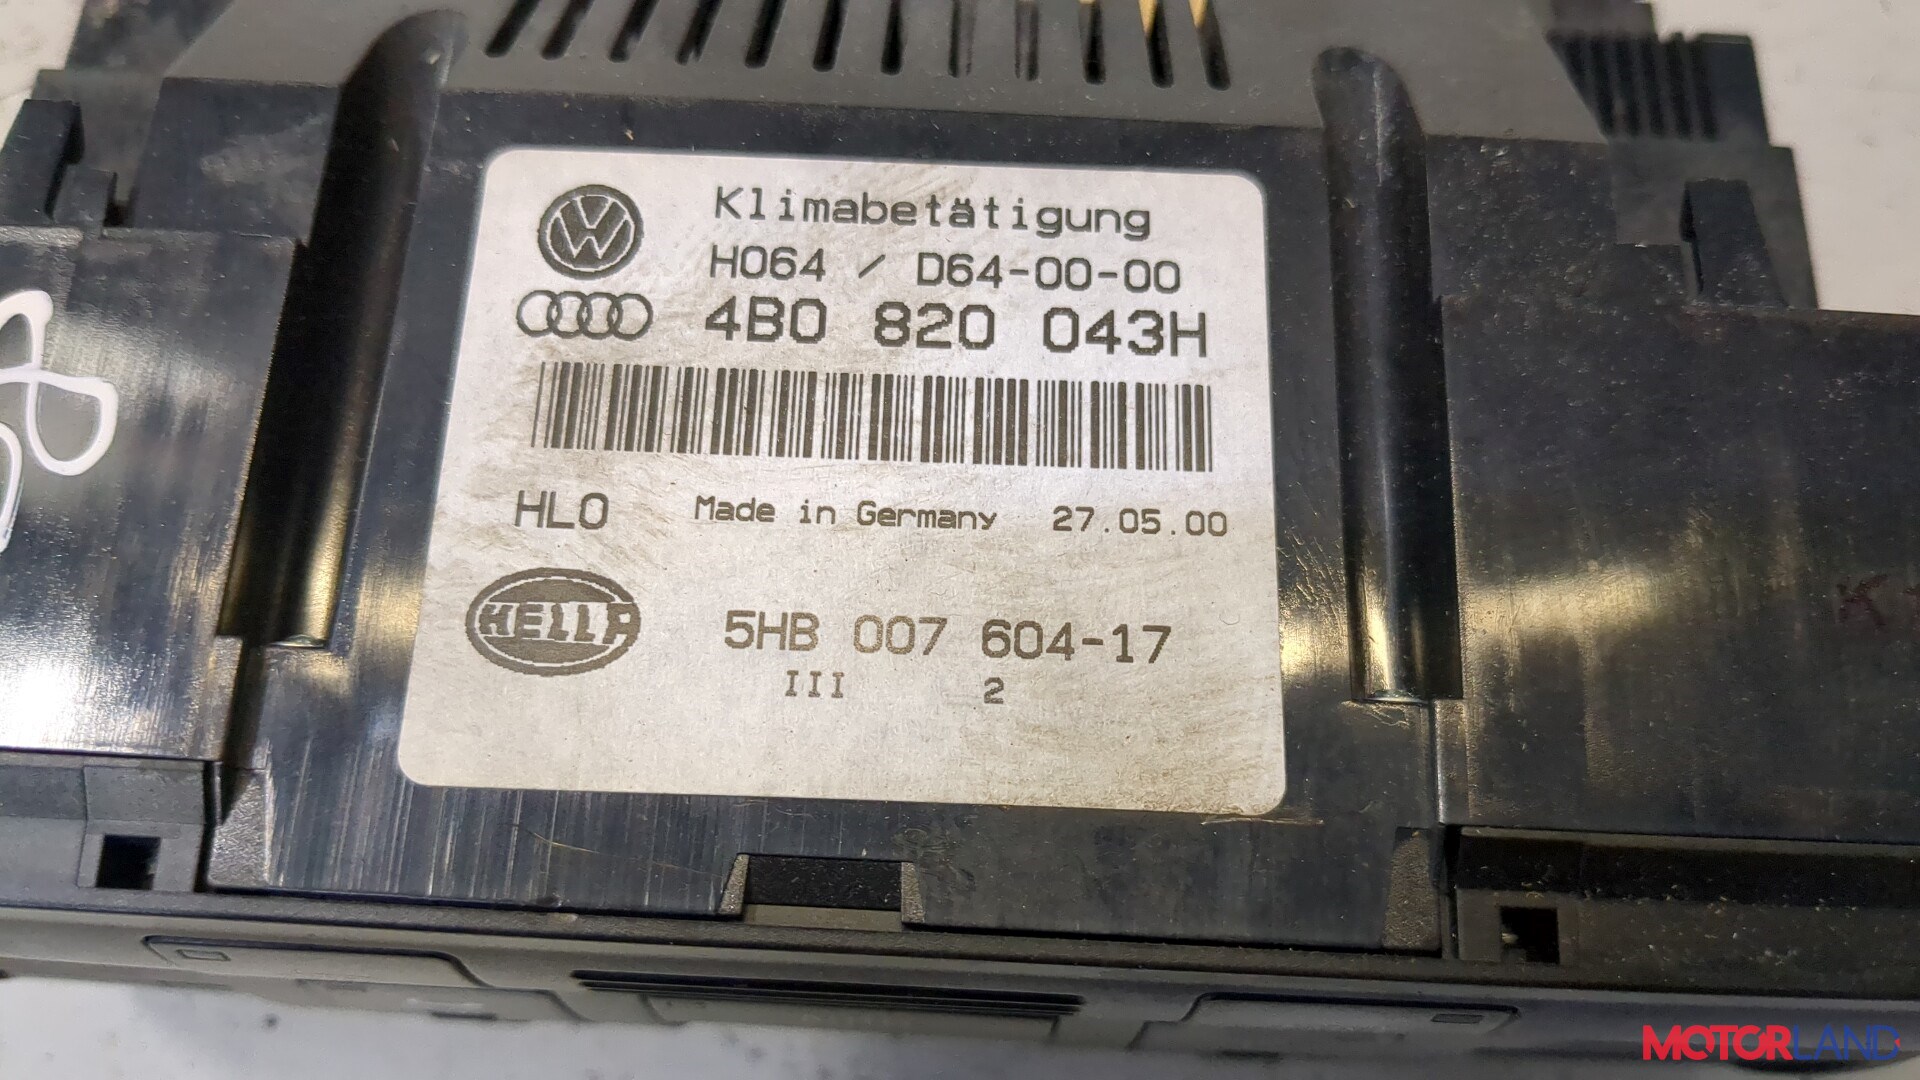 Klimabetätigung
H064 / D64-00-00
4B0 820 043H
HLO Made in Germany 27.05.00
HELLA 5HB 007 604-17
III 2
MOTORLAND